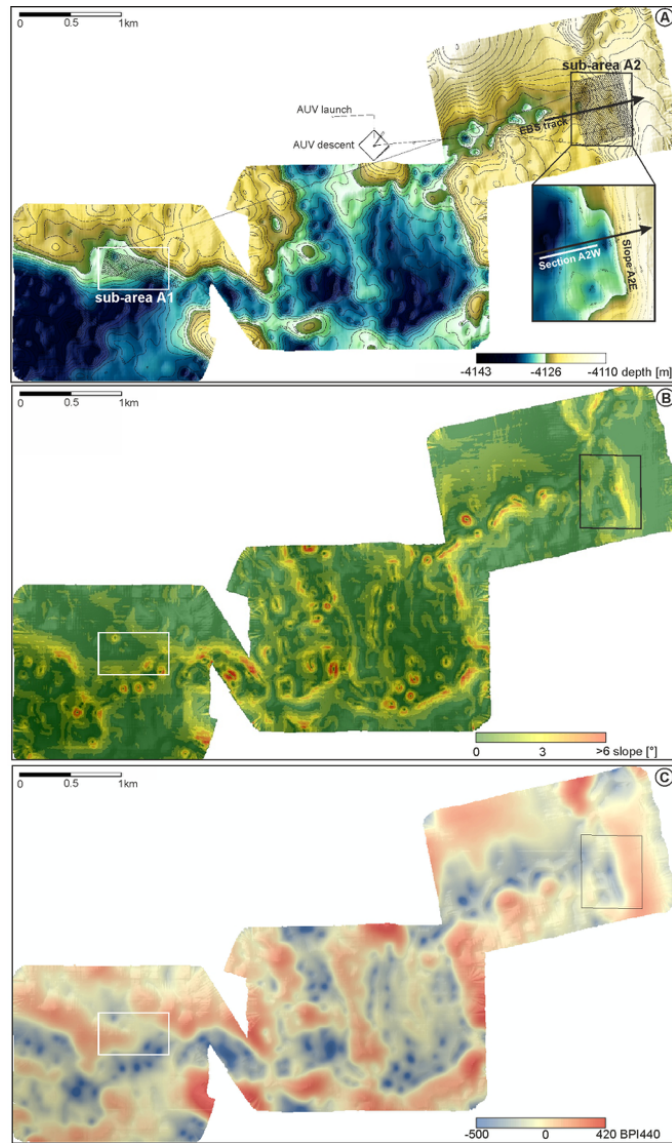 0 0.5 1km
A
sub-area A2
AUV launch
EBS track
AUV descent
Section A2W
Slope A2E
sub-area A1
-4143 -4126 -4110 depth [m]
0 0.5 1km
B
0 3 >6 slope [°]
0 0.5 1km
C
-500 0 420 BPI440